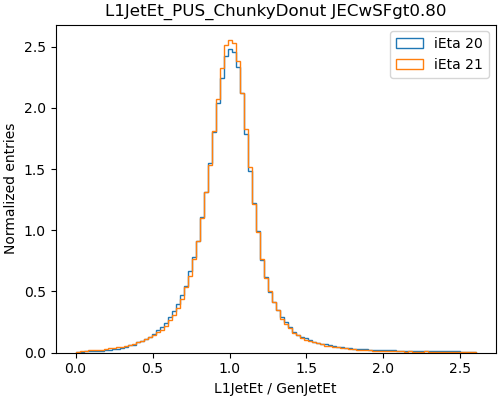 L1JetEt_PUS_ChunkyDonut JECwSFgt0.80
iEta 20
iEta 21
Normalized entries
2.5
2.0
1.5
1.0
0.5
0.0
0.0 0.5 1.0 1.5 2.0 2.5
L1JetEt / GenJetEt